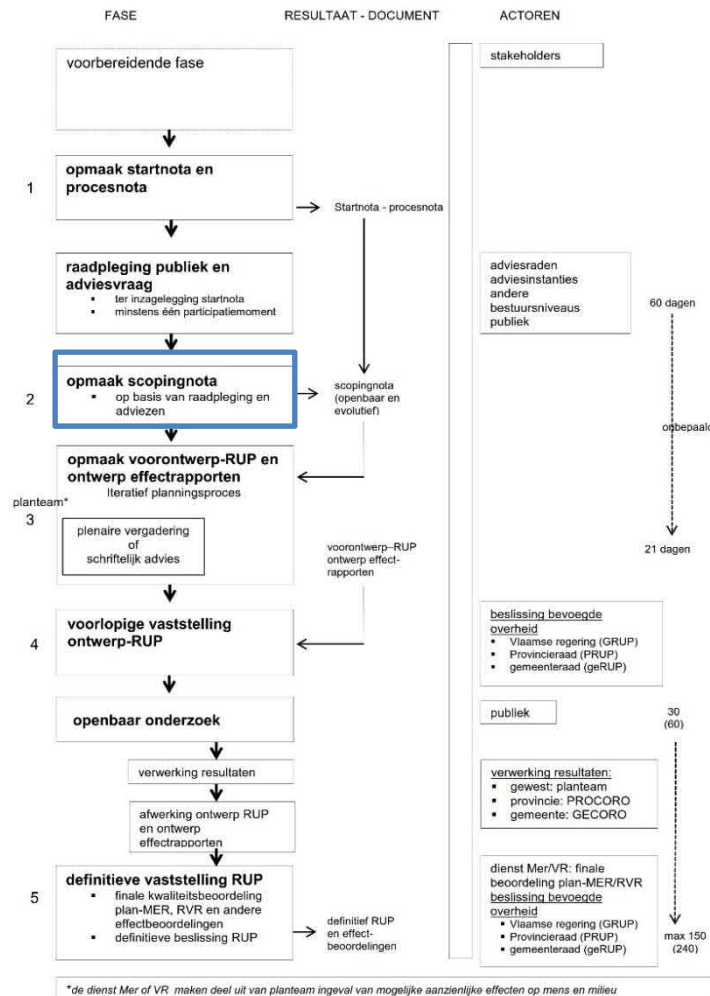 FASE
RESULTAAT - DOCUMENT
ACTOREN
voorbereidende fase
stakeholders
1
opmaak startnota en
procesnota
Startnota - procesnota
raadpleging publiek en
adviesvraag
▪ ter inzagelegging startnota
▪ minstens één participatiemoment
adviesraden
adviesinstanties
andere
bestuursniveaus
publiek
60 dagen
2
opmaak scopingnota
▪ op basis van raadpleging en
adviezen
scopingnota
(openbaar en
evolutief)
onbepaald
opmaak voorontwerp-RUP en
ontwerp effectrapporten
Iteratief planningsproces
planteam*
3
plenaire vergadering
of
schriftelijk advies
voorontwerp–RUP
ontwerp effect-
rapporten
21 dagen
4
voorlopige vaststelling
ontwerp-RUP
beslissing bevoegde
overheid
▪ Vlaamse regering (GRUP)
▪ Provincieraad (PRUP)
▪ gemeenteraad (geRUP)
openbaar onderzoek
publiek
30
(60)
verwerking resultaten
verwerking resultaten:
▪ gewest: planteam
▪ provincie: PROCORO
▪ gemeente: GECORO
afwerking ontwerp RUP
en ontwerp
effectrapporten
5
definitieve vaststelling RUP
▪ finale kwaliteitsbeoordeling
plan-MER, RVR en andere
effectbeoordelingen
▪ definitieve beslissing RUP
definitief RUP
en effect-
beoordelingen
dienst Mer/VR: finale
beoordeling plan-MER/RVR
beslissing bevoegde
overheid
▪ Vlaamse regering (GRUP)
▪ Provincieraad (PRUP)
▪ gemeenteraad (geRUP)
max 150
(240)
*de dienst Mer of VR maken deel uit van planteam ingeval van mogelijke aanzienlijke effecten op mens en milieu